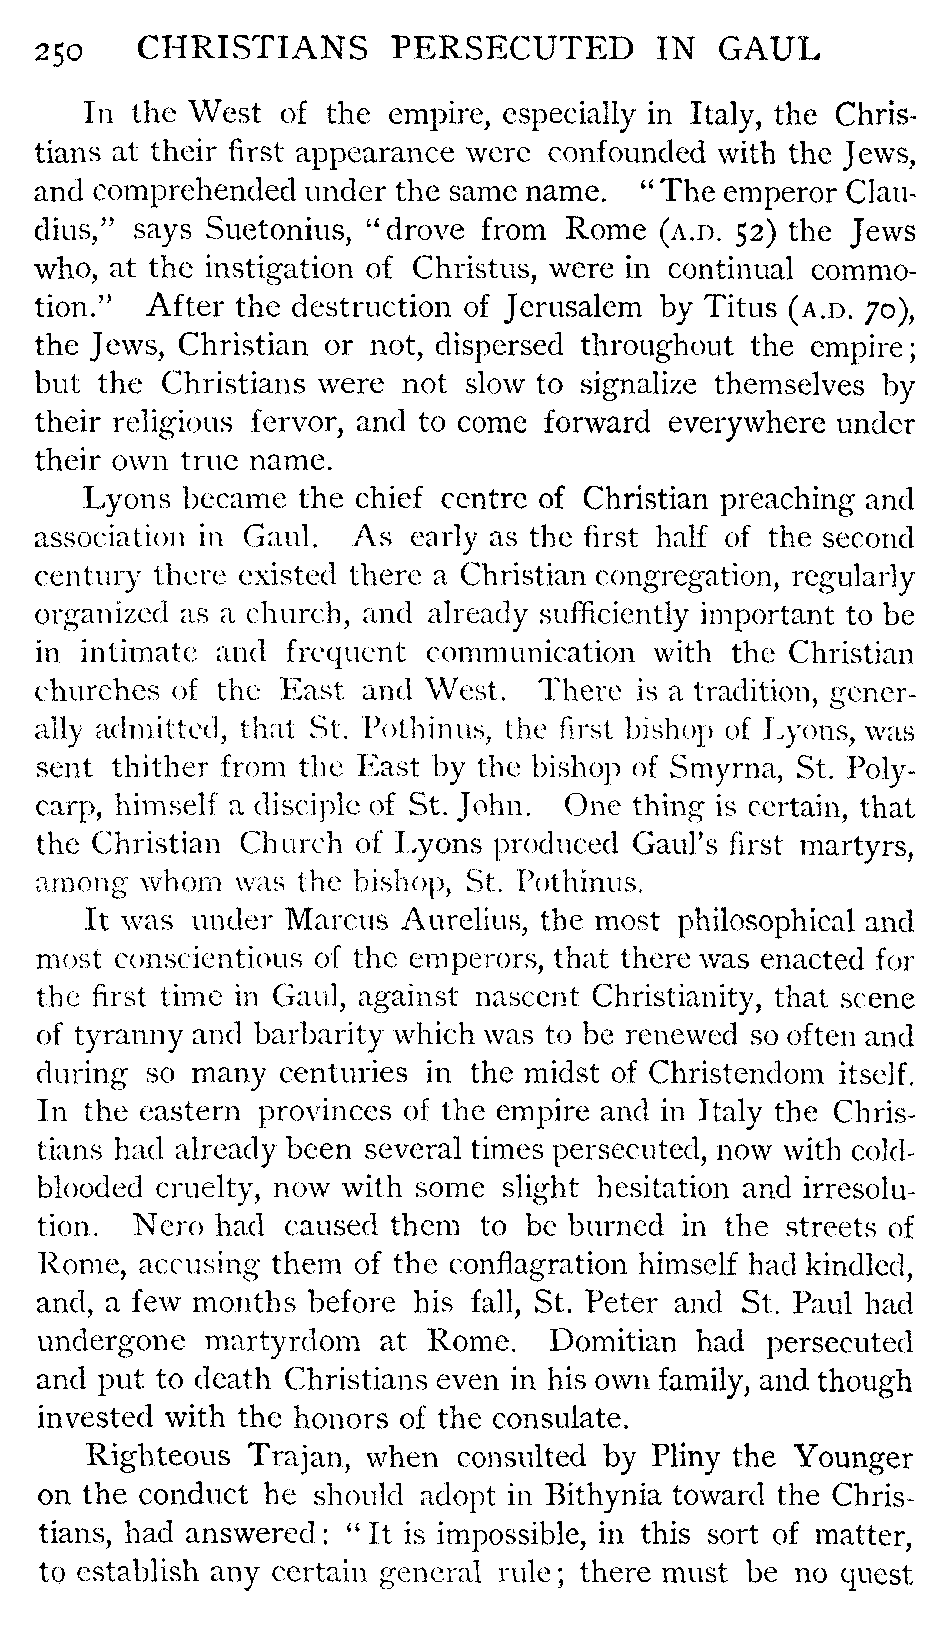 250 CHRISTIANS PERSECUTED IN GAUL
In the West of the empire, especially in Italy, the Chris-
tians at their first appearance were confounded with the Jews,
and comprehended under the same name. “The emperor Clau-
dius,” says Suetonius, “drove from Rome (A.D. 52) the Jews
who, at the instigation of Christus, were in continual commo-
tion.” After the destruction of Jerusalem by Titus (A.D. 70),
the Jews, Christian or not, dispersed throughout the empire;
but the Christians were not slow to signalize themselves by
their religious fervor, and to come forward everywhere under
their own true name.
Lyons became the chief centre of Christian preaching and
association in Gaul. As early as the first half of the second
century there existed there a Christian congregation, regularly
organized as a church, and already sufficiently important to be
in intimate and frequent communication with the Christian
churches of the East and West. There is a tradition, gener-
ally admitted, that St. Pothinus, the first bishop of Lyons, was
sent thither from the East by the bishop of Smyrna, St. Poly-
carp, himself a disciple of St. John. One thing is certain, that
the Christian Church of Lyons produced Gaul’s first martyrs,
among whom was the bishop, St. Pothinus.
It was under Marcus Aurelius, the most philosophical and
most conscientious of the emperors, that there was enacted for
the first time in Gaul, against nascent Christianity, that scene
of tyranny and barbarity which was to be renewed so often and
during so many centuries in the midst of Christendom itself.
In the eastern provinces of the empire and in Italy the Chris-
tians had already been several times persecuted, now with cold-
blooded cruelty, now with some slight hesitation and irresolu-
tion. Nero had caused them to be burned in the streets of
Rome, accusing them of the conflagration himself had kindled,
and, a few months before his fall, St. Peter and St. Paul had
undergone martyrdom at Rome. Domitian had persecuted
and put to death Christians even in his own family, and though
invested with the honors of the consulate.
Righteous Trajan, when consulted by Pliny the Younger
on the conduct he should adopt in Bithynia toward the Chris-
tians, had answered: “It is impossible, in this sort of matter,
to establish any certain general rule; there must be no quest